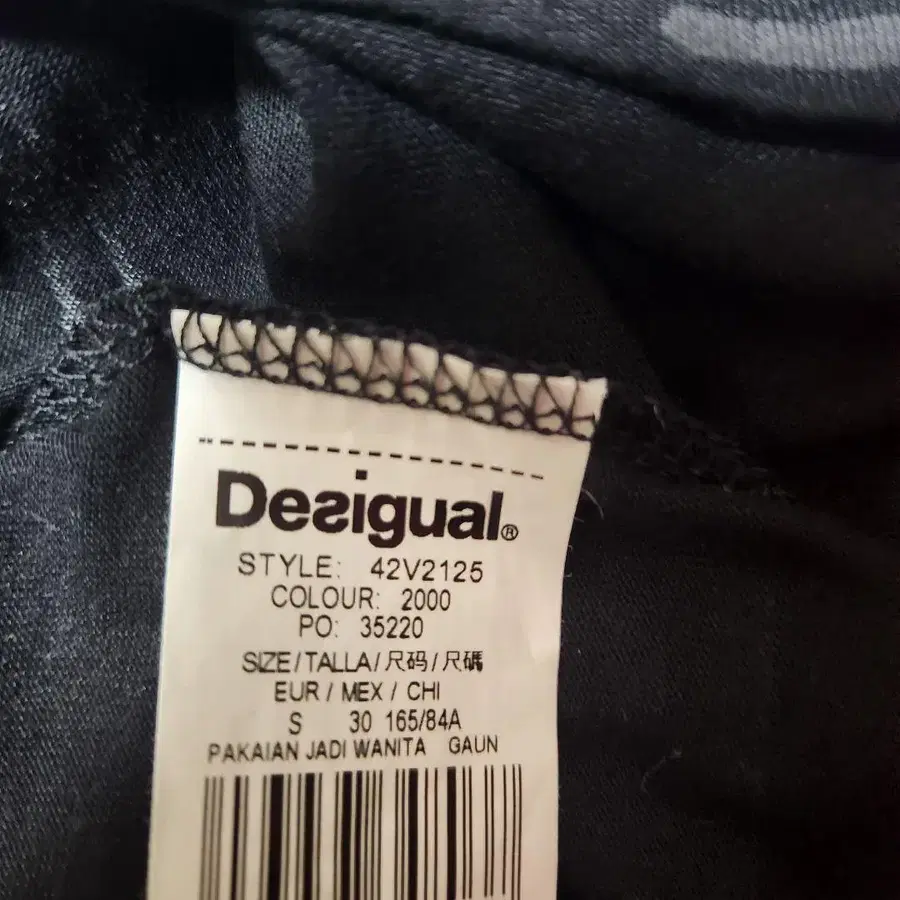 Desigual®
STYLE: 42V2125
COLOUR: 2000
PO: 35220
SIZE/TALLA/尺码/尺碼
EUR / MEX / CHI
S 30 165/84A
PAKAIAN JADI WANITA GAUN